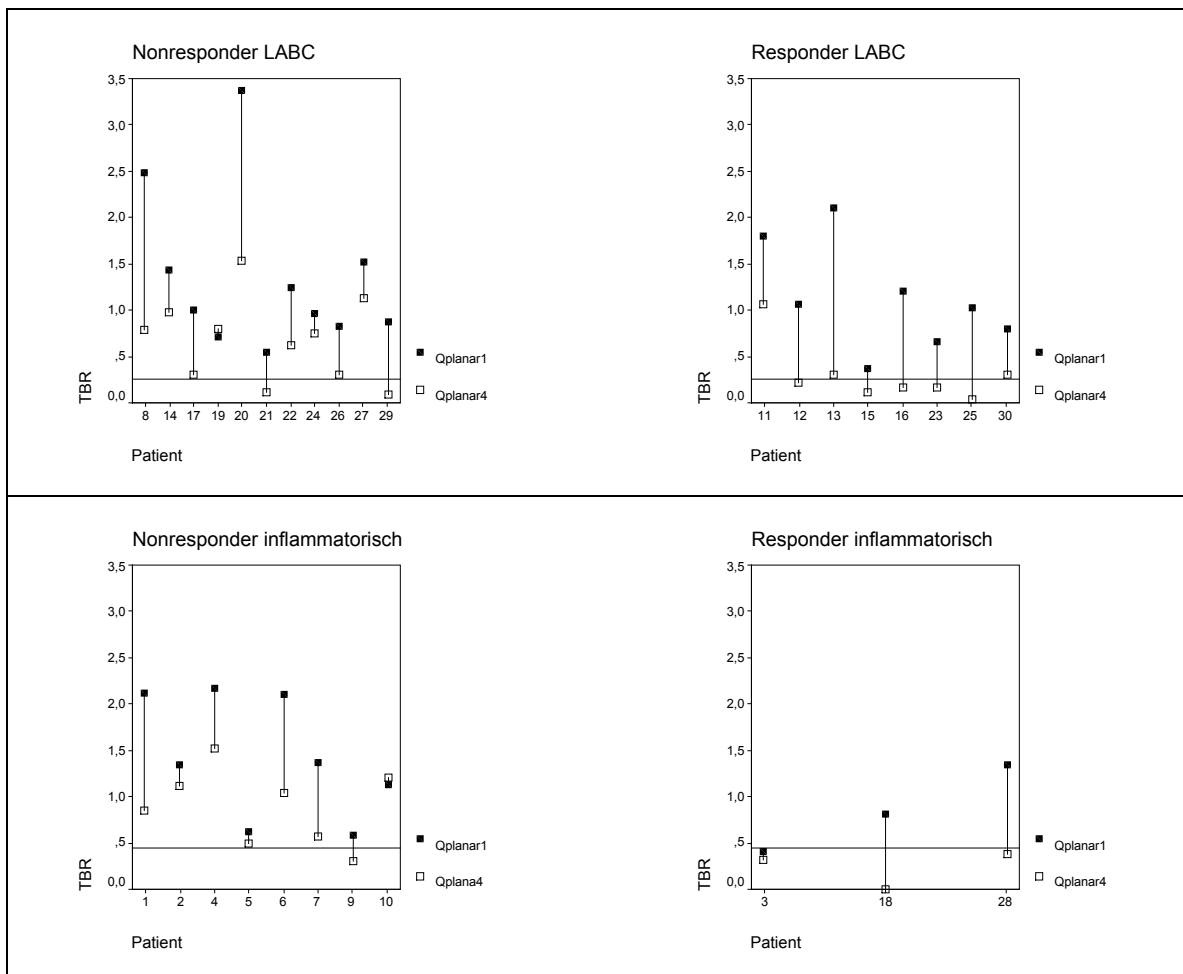 Nonresponder LABC
3,5
3,0
2,5
2,0
1,5
1,0
,5
0,0
TBR
8 14 17 19 20 21 22 24 26 27 29
Patient
Qplanar1
Qplanar4
Responder LABC
3,5
3,0
2,5
2,0
1,5
1,0
,5
0,0
TBR
11 12 13 15 16 23 25 30
Patient
Qplanar1
Qplanar4
Nonresponder inflammatorisch
3,5
3,0
2,5
2,0
1,5
1,0
,5
0,0
TBR
1 2 4 5 6 7 9 10
Patient
Qplanar1
Qplana4
Responder inflammatorisch
3,5
3,0
2,5
2,0
1,5
1,0
,5
0,0
TBR
3 18 28
Patient
Qplanar1
Qplanar4